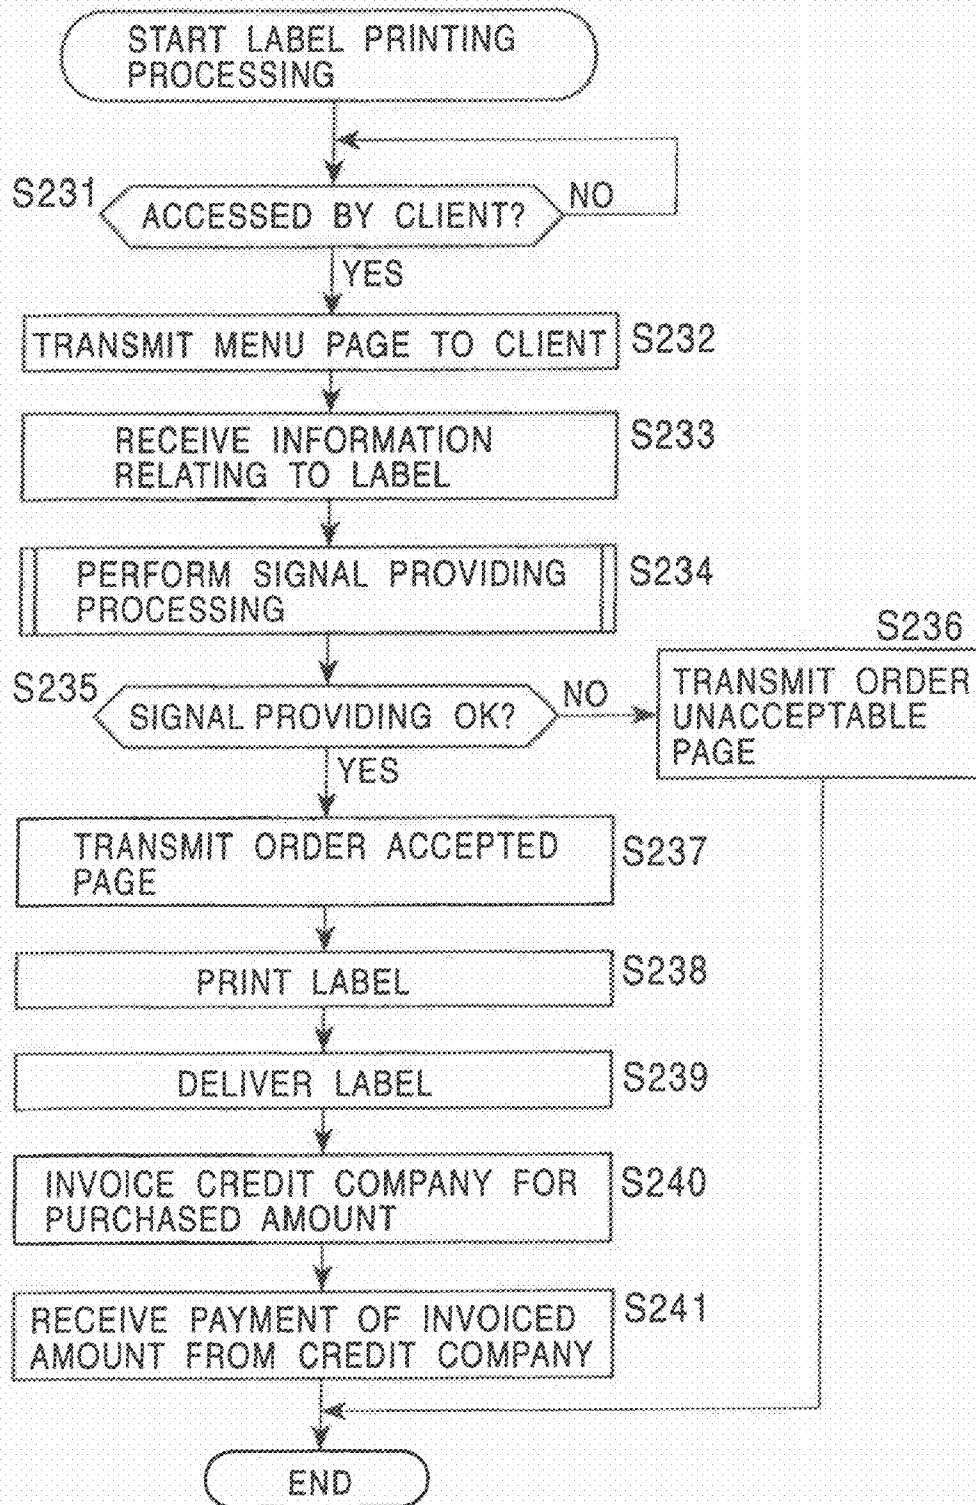 START LABEL PRINTING
PROCESSING
S231
ACCESSED BY CLIENT?
NO
YES
TRANSMIT MENU PAGE TO CLIENT
S232
RECEIVE INFORMATION
RELATING TO LABEL
S233
PERFORM SIGNAL PROVIDING
PROCESSING
S234
S235
SIGNAL PROVIDING OK?
NO
S236
TRANSMIT ORDER
UNACCEPTABLE
PAGE
YES
TRANSMIT ORDER ACCEPTED
PAGE
S237
PRINT LABEL
S238
DELIVER LABEL
S239
INVOICE CREDIT COMPANY FOR
PURCHASED AMOUNT
S240
RECEIVE PAYMENT OF INVOICED
AMOUNT FROM CREDIT COMPANY
S241
END